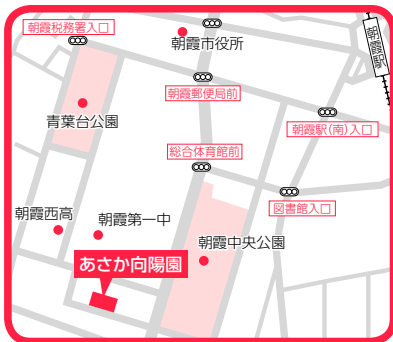 朝霞税務署入口
朝霞市役所
朝霞駅
朝霞郵便局前
青葉台公園
朝霞駅(南)入口
総合体育館前
図書館入口
朝霞西高
朝霞第一中
朝霞中央公園
あさか向陽園